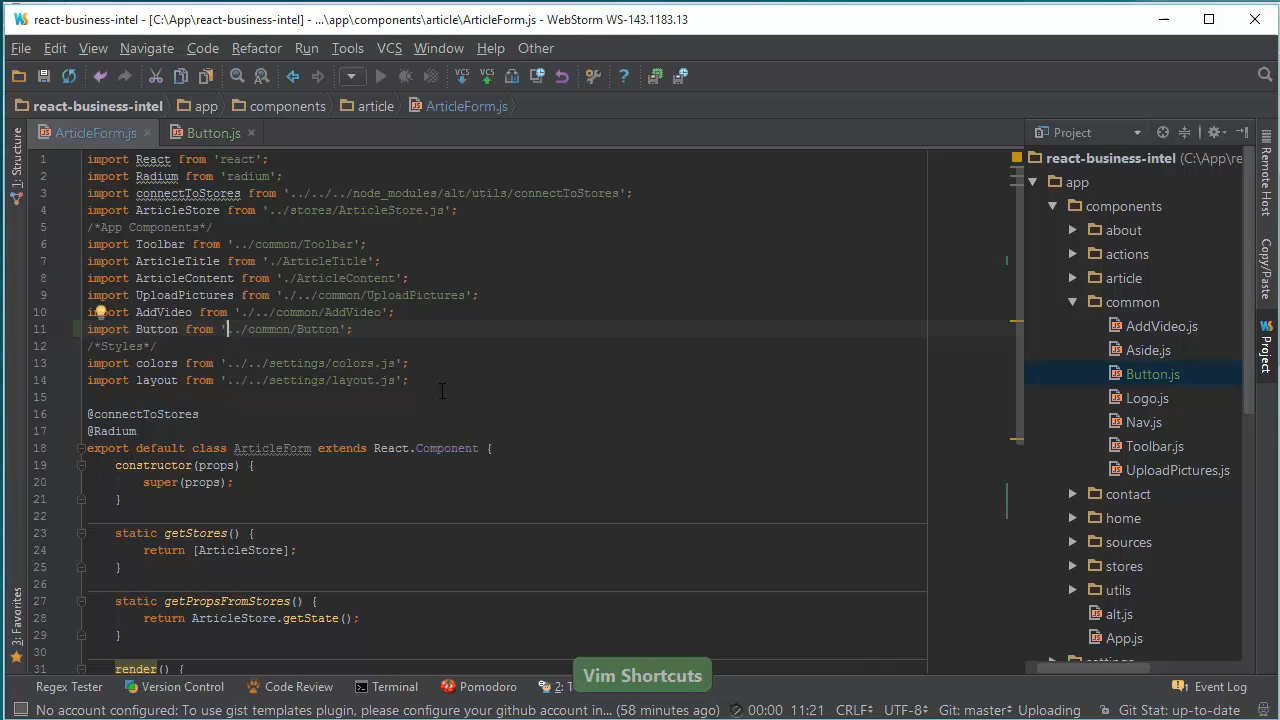 react-business-intel - [C:\App\react-business-intel] - ...\app\components\article\ArticleForm.js - WebStorm WS-143.1183.13
File Edit View Navigate Code Refactor Run Tools VCS Window Help Other
react-business-intel app components article ArticleForm.js
ArticleForm.js Button.js
1 import React from 'react';
2 import Radium from 'radium';
3 import connectToStores from '../../../node_modules/alt/utils/connectToStores';
4 import ArticleStore from '../stores/ArticleStore.js';
5 /*App Components*/
6 import Toolbar from '../common/Toolbar';
7 import ArticleTitle from './ArticleTitle';
8 import ArticleContent from './ArticleContent';
9 import UploadPictures from './../common/UploadPictures';
10 import AddVideo from './../common/AddVideo';
11 import Button from '../common/Button';
12 /*Styles*/
13 import colors from '../../settings/colors.js';
14 import layout from '../../settings/layout.js';
15
16 @connectToStores
17 @Radium
18 export default class ArticleForm extends React.Component {
19 constructor(props) {
20 super(props);
21 }
22
23 static getStores() {
24 return [ArticleStore];
25 }
26
27 static getPropsFromStores() {
28 return ArticleStore.getState();
29 }
30
31 render() {
1: Structure
3: Favorites
Project
react-business-intel (C:\App\re
app
components
about
actions
article
common
AddVideo.js
Aside.js
Button.js
Logo.js
Nav.js
Toolbar.js
UploadPictures.js
contact
home
sources
stores
utils
alt.js
App.js
settings
Remote Host
Copy/Paste
Project
Vim Shortcuts
Regex Tester Version Control Code Review Terminal Pomodoro 2: T Event Log
No account configured: To use gist templates plugin, please configure your github account in... (58 minutes ago) 00:00 11:21 CRLF UTF-8 Git: master Uploading Git Stat: up-to-date